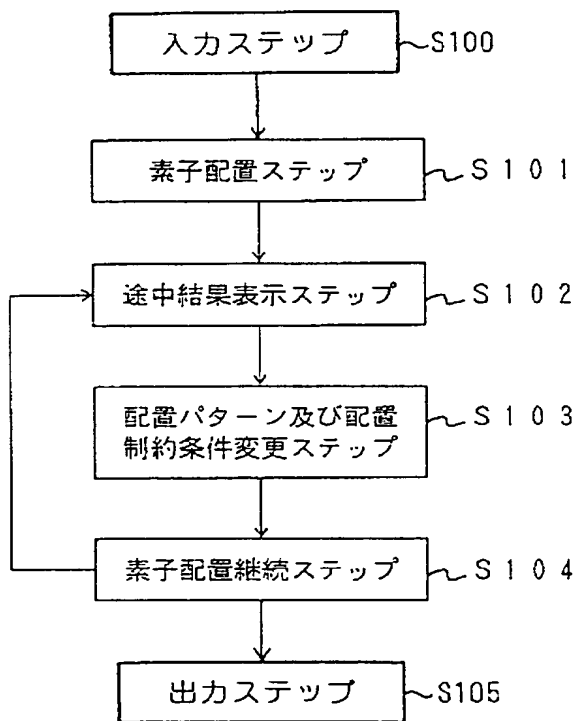 入力ステップ S100
素子配置ステップ S101
途中結果表示ステップ S102
配置パターン及び配置
制約条件変更ステップ S103
素子配置継続ステップ S104
出力ステップ S105